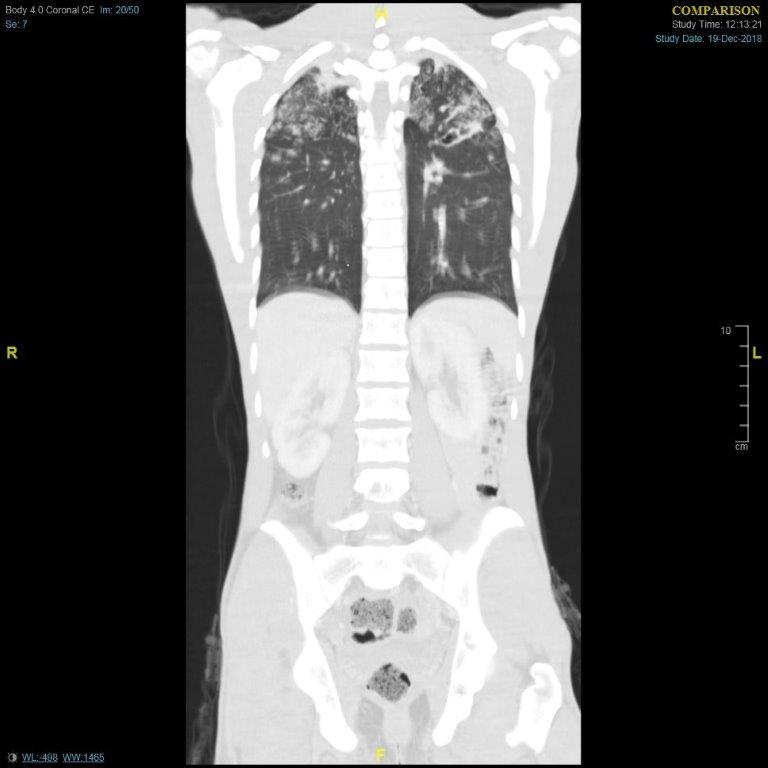 Body 4.0 Coronal CE Im: 20/50
Se: 7
COMPARISON
Study Time: 12:13:21
Study Date: 19-Dec-2018
H
R
10
L
cm
F
WL:-498 WW:1465